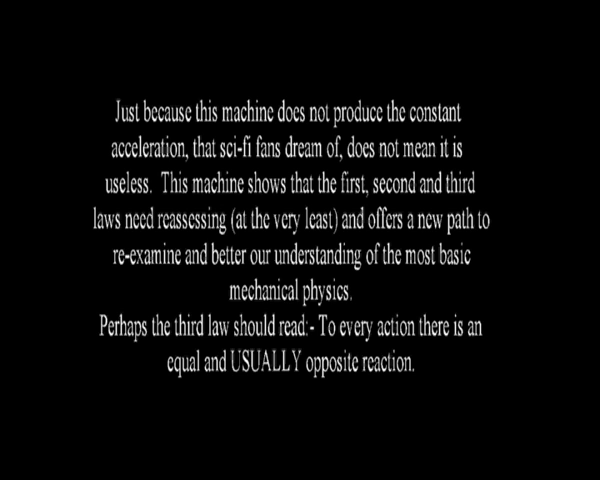 Just because this machine does not produce the constant
acceleration, that sci-fi fans dream of, does not mean it is
useless.  This machine shows that the first, second and third
laws need reassessing (at the very least) and offers a new path to
re-examine and better our understanding of the most basic
mechanical physics.
Perhaps the third law should read:- To every action there is an
equal and USUALLY opposite reaction.